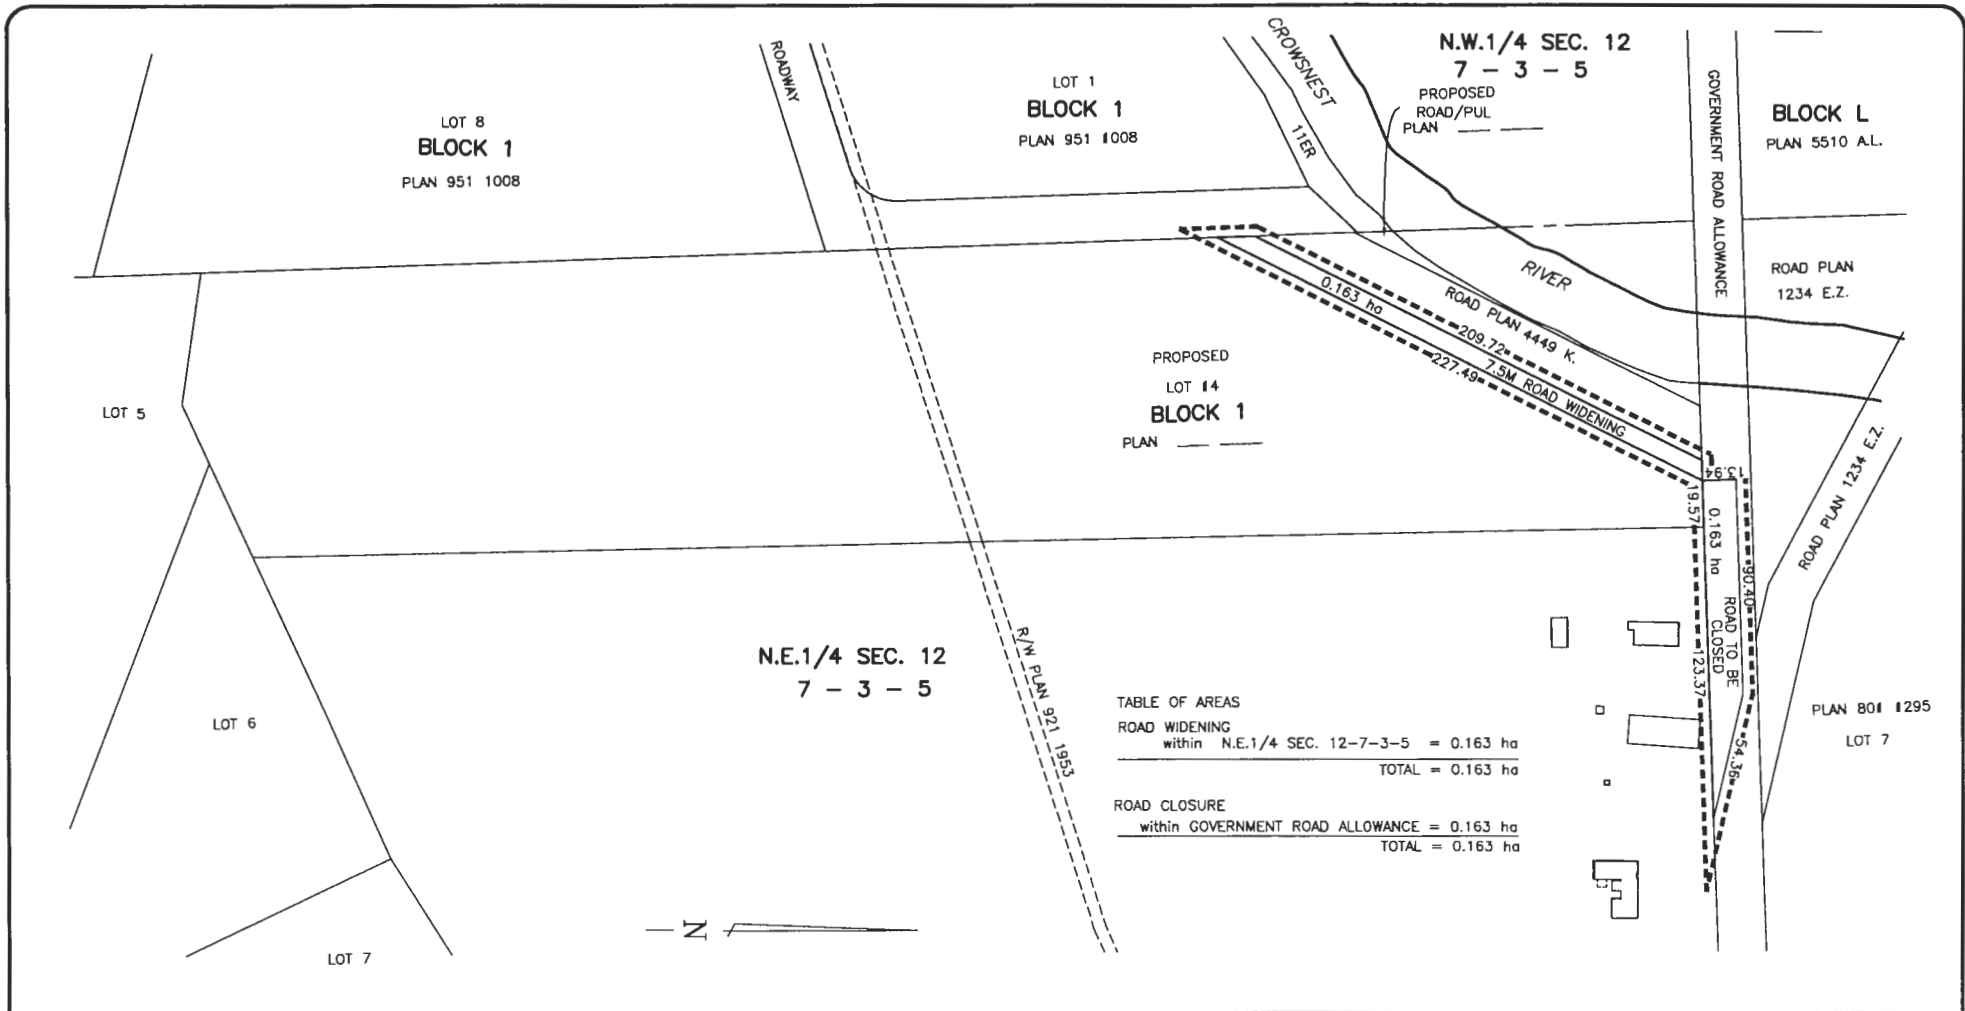 N.W.1/4 SEC. 12
7 - 3 - 5
CROWSNEST
RIVER
ROADWAY
LOT 1
BLOCK 1
PLAN 951 1008
LOT 8
BLOCK 1
PLAN 951 1008
PROPOSED
ROAD/PUL
PLAN
11ER
GOVERNMENT ROAD ALLOWANCE
BLOCK L
PLAN 5510 A.L.
ROAD PLAN
1234 E.Z.
ROAD PLAN 4449 K.
0.163 ha
209.72
227.49
7.5M ROAD WIDENING
PROPOSED
LOT 14
BLOCK 1
PLAN
LOT 5
13.94
19.57
0.163 ha
90.40
ROAD TO BE
CLOSED
123.37
54.36
ROAD PLAN 1234 E.Z.
N.E.1/4 SEC. 12
7 - 3 - 5
R/W PLAN 921 1953
LOT 6
PLAN 801 1295
LOT 7
TABLE OF AREAS
ROAD WIDENING
within N.E.1/4 SEC. 12-7-3-5 = 0.163 ha
TOTAL = 0.163 ha
ROAD CLOSURE
within GOVERNMENT ROAD ALLOWANCE = 0.163 ha
TOTAL = 0.163 ha
N
LOT 7